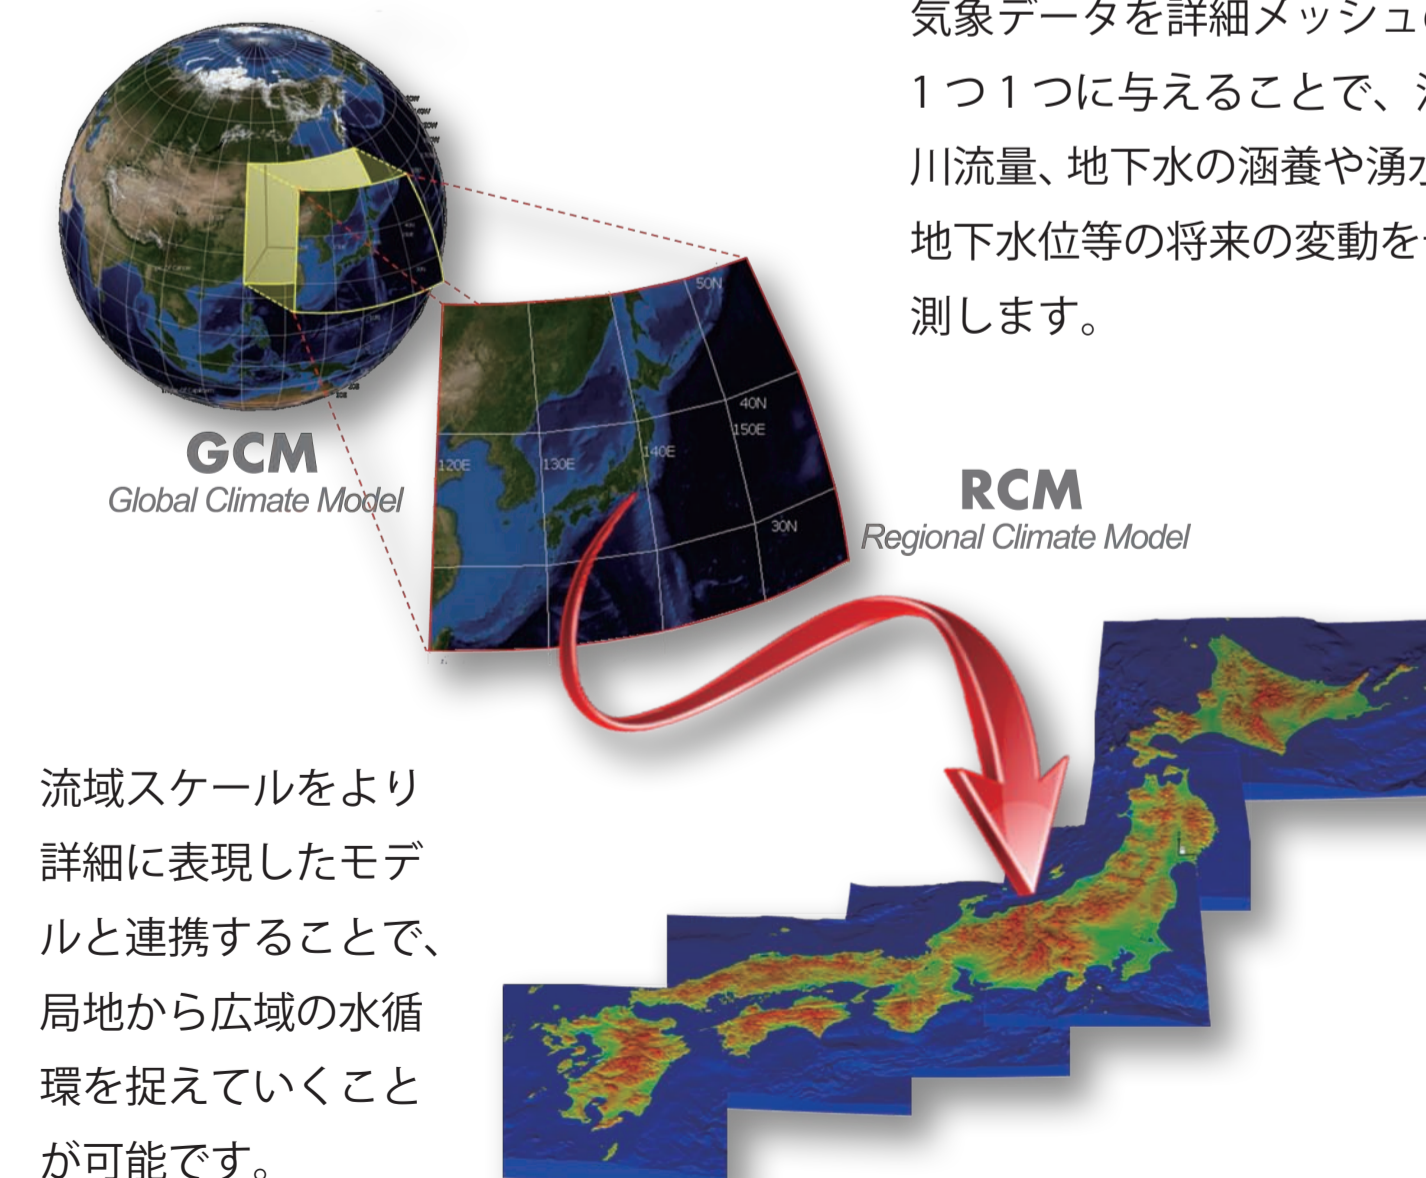 気象データを詳細メッシュ
1つ1つに与えることで、
川流量、地下水の涵養や湧水
地下水位等の将来の変動を
測します。
GCM
Global Climate Model
50N
40N
150E
140E
130E
120E
30N
RCM
Regional Climate Model
流域スケールをより
詳細に表現したモデ
ルと連携することで、
局地から広域の水循
環を捉えていくこと
が可能です。